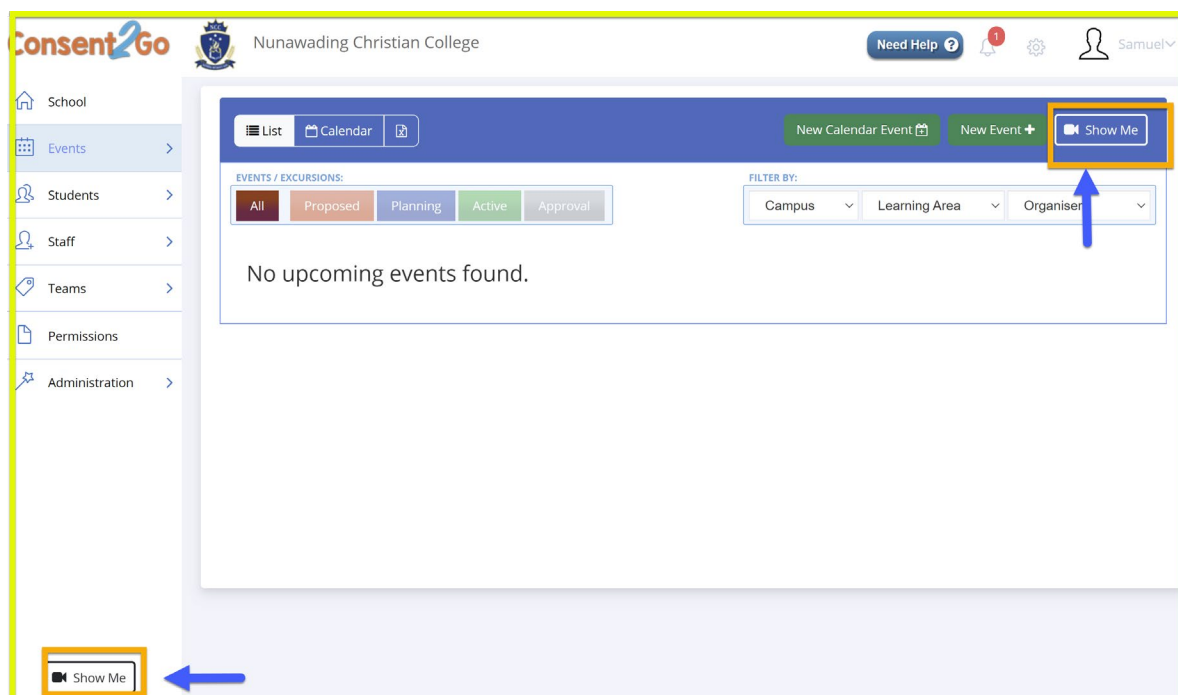 Consent2Go
Nunawading Christian College
Need Help ?
1
Samuel
School
Events
Students
Staff
Teams
Permissions
Administration
List
Calendar
New Calendar Event
New Event +
Show Me
EVENTS / EXCURSIONS:
All
Proposed
Planning
Active
Approval
FILTER BY:
Campus
Learning Area
Organiser
No upcoming events found.
Show Me